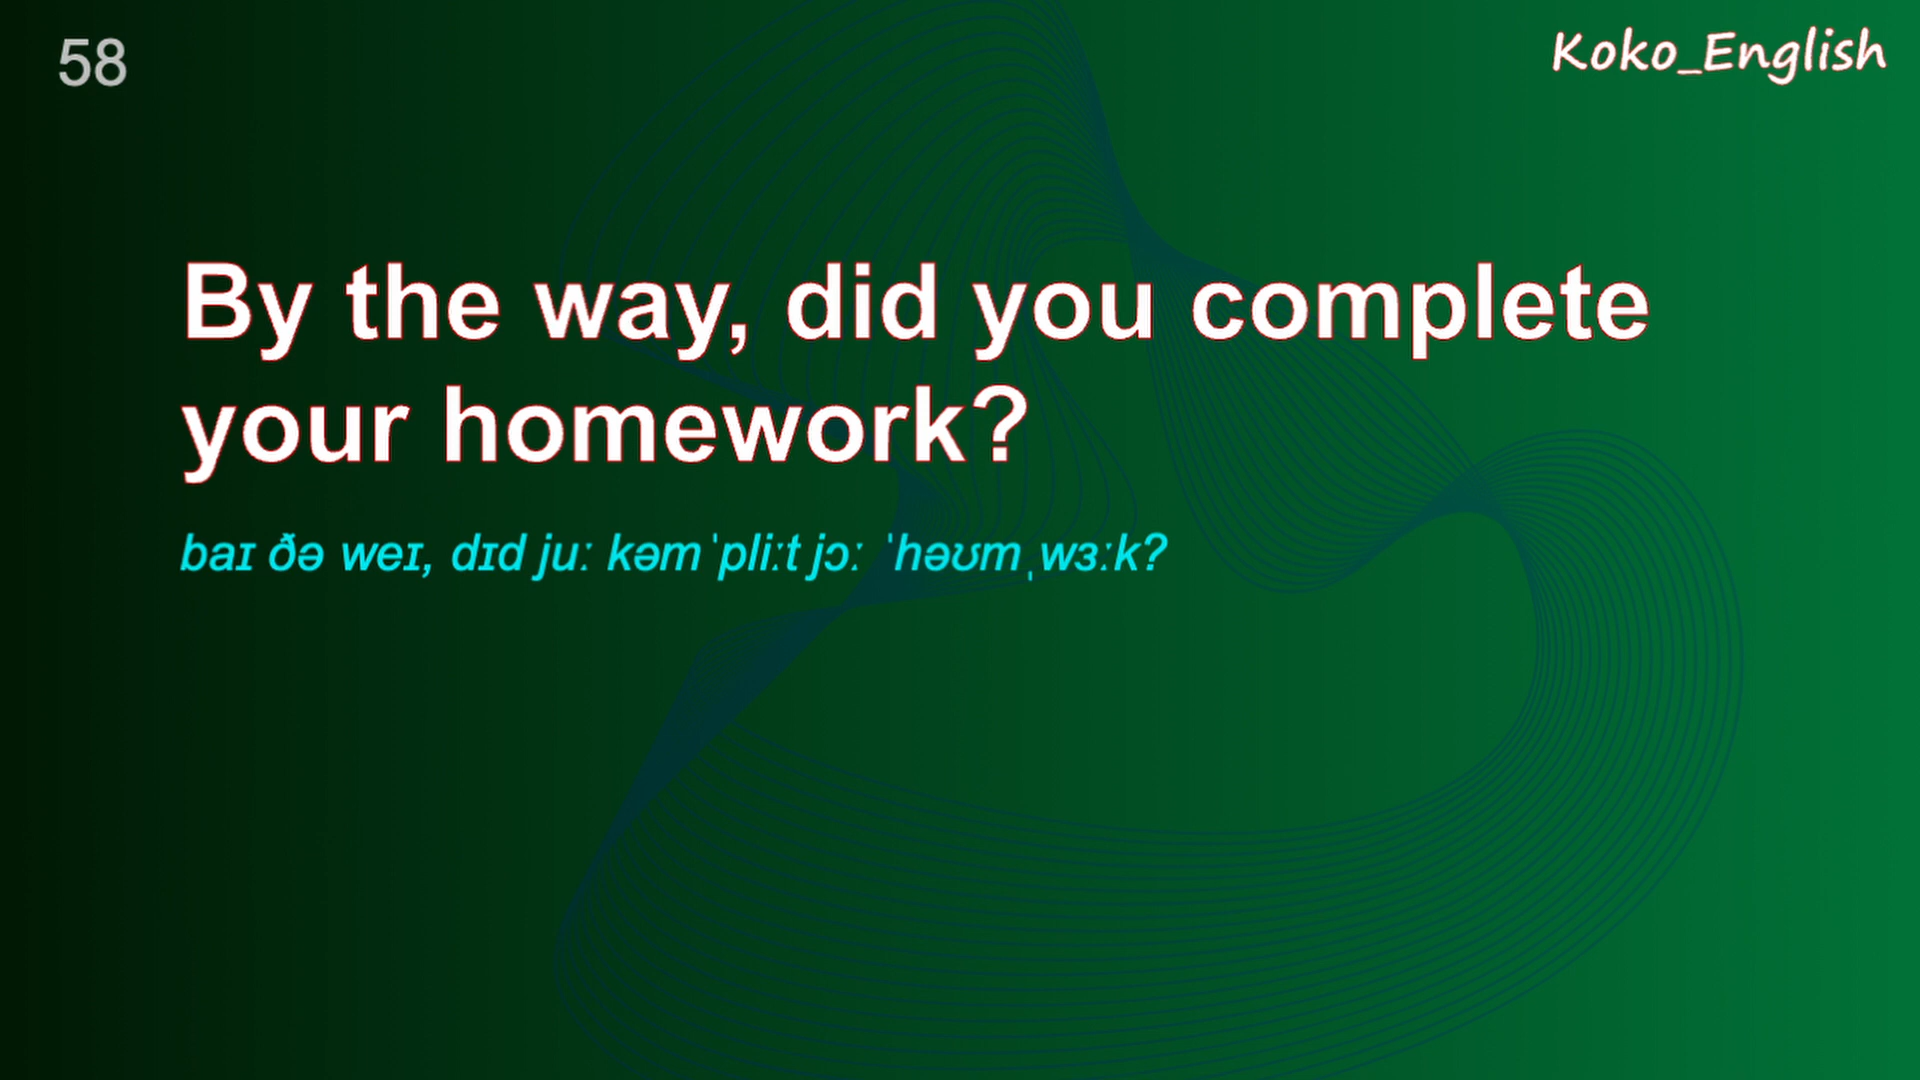 58
Koko_English
By the way, did you complete
your homework?
baɪ ðə weɪ, dɪd juː kəmˈpliːt jɔː ˈhəʊmˌwɜːk?